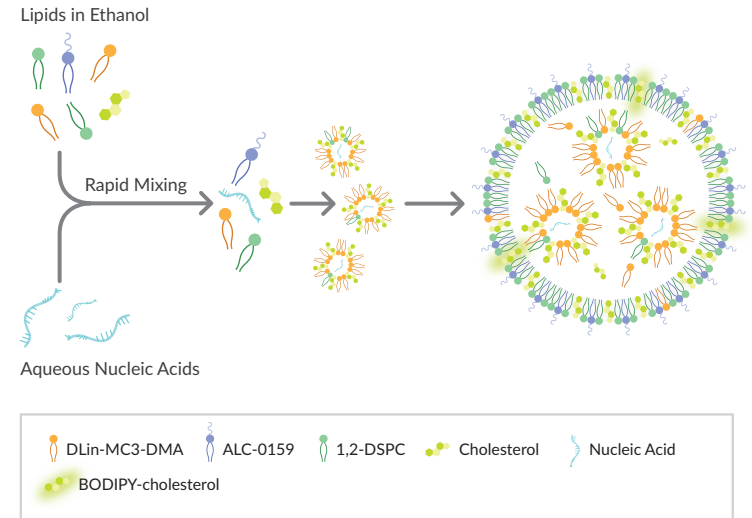 Lipids in Ethanol
Rapid Mixing
Aqueous Nucleic Acids
DLin-MC3-DMA
ALC-0159
1,2-DSPC
Cholesterol
Nucleic Acid
BODIPY-cholesterol